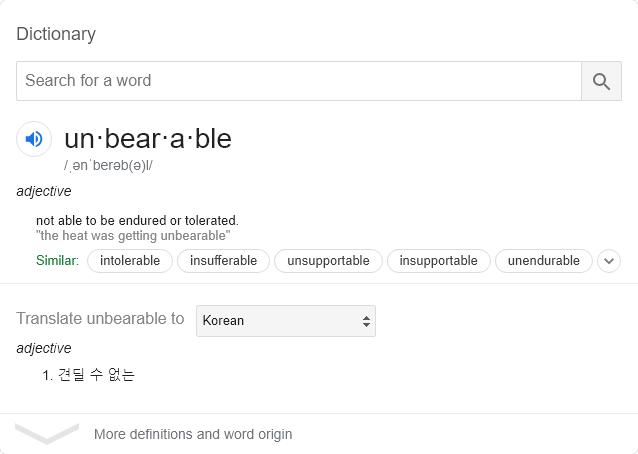 Dictionary
Search for a word
un·bear·a·ble
/ˌənˈberəb(ə)l/
adjective
not able to be endured or tolerated.
"the heat was getting unbearable"
Similar: intolerable insufferable unsupportable insupportable unendurable
Translate unbearable to Korean
adjective
1. 견딜 수 없는
More definitions and word origin